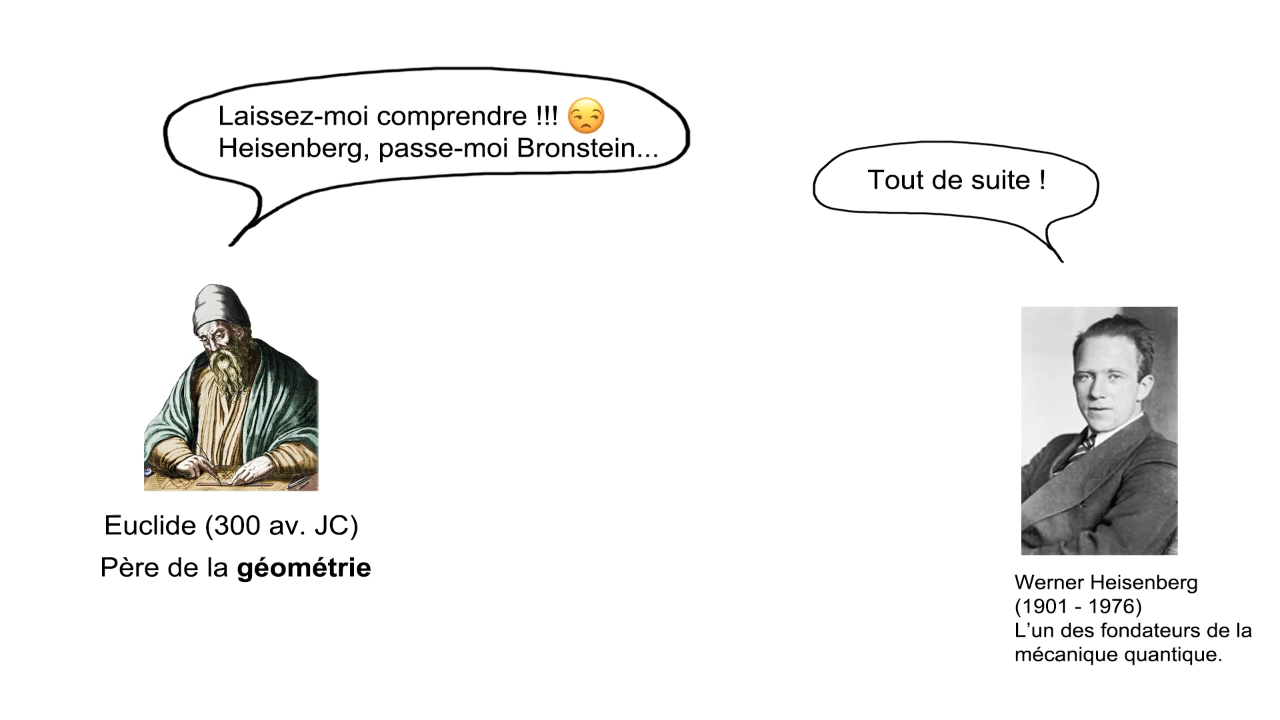 Laissez-moi comprendre !!! 😒
Heisenberg, passe-moi Bronstein...
Tout de suite !
Euclide (300 av. JC)
Père de la géométrie
Werner Heisenberg
(1901 - 1976)
L’un des fondateurs de la
mécanique quantique.